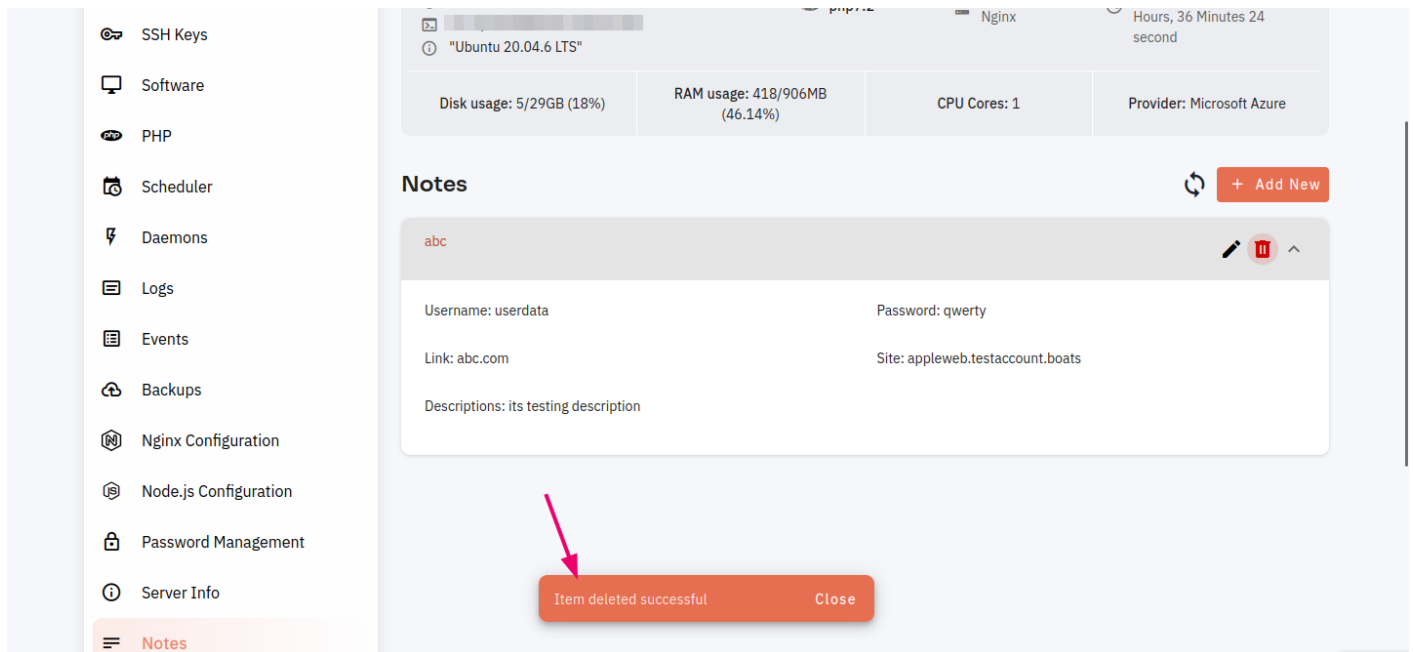 SSH Keys
Software
PHP
Scheduler
Daemons
Logs
Events
Backups
Nginx Configuration
Node.js Configuration
Password Management
Server Info
Notes
php7.2
Nginx
Hours, 36 Minutes 24
second
"Ubuntu 20.04.6 LTS"
Disk usage: 5/29GB (18%)
RAM usage: 418/906MB
(46.14%)
CPU Cores: 1
Provider: Microsoft Azure
Notes
+ Add New
abc
Username: userdata
Password: qwerty
Link: abc.com
Site: appleweb.testaccount.boats
Descriptions: its testing description
Item deleted successful
Close